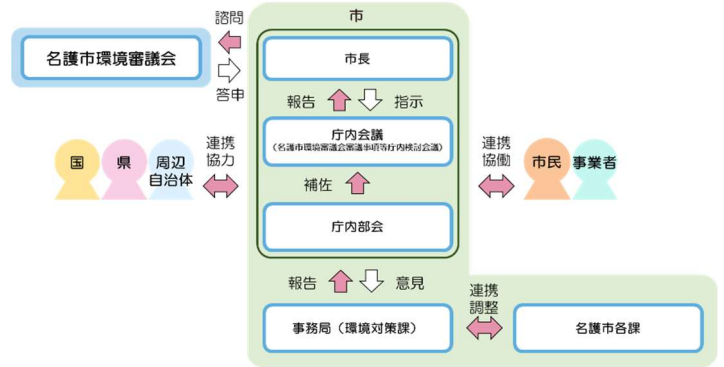 市
諮問
名護市環境審議会
答申
市長
報告
指示
庁内会議
(名護市環境審議会審議事項等庁内検討会議)
補佐
庁内部会
国
県
周辺
自治体
連携
協力
連携
協働
市民
事業者
報告
意見
事務局(環境対策課)
連携
調整
名護市各課